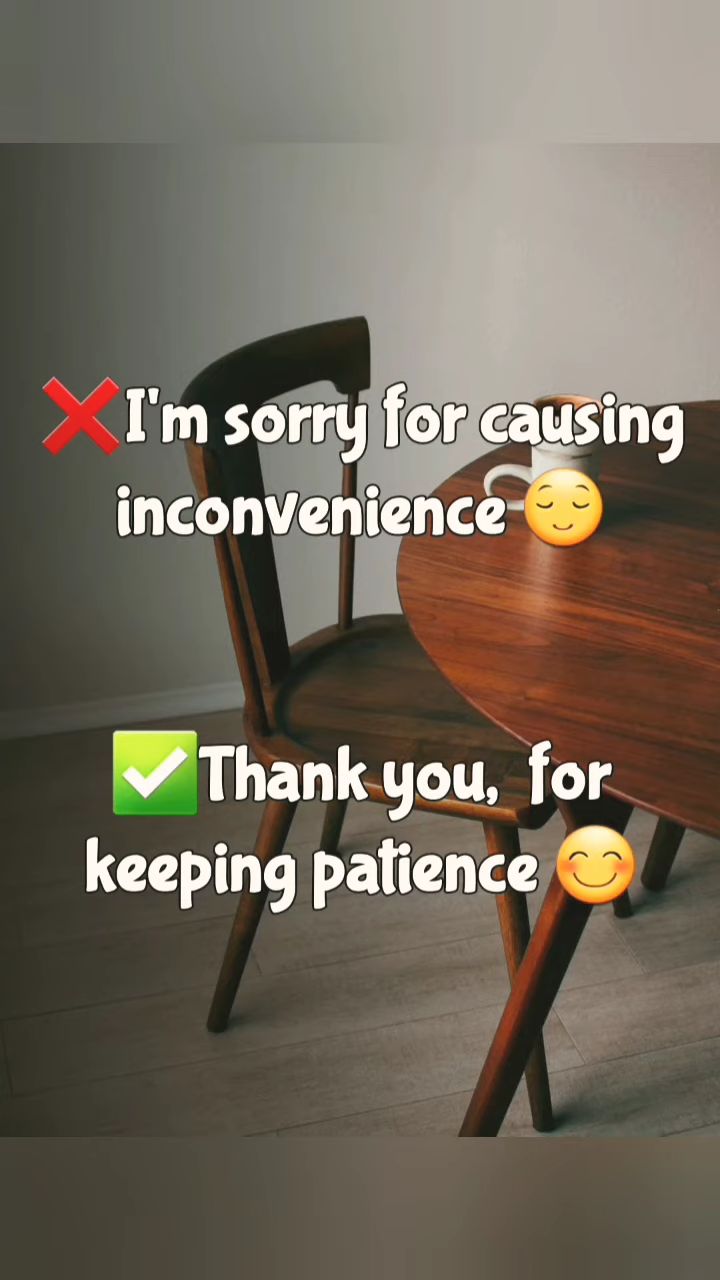 ❌I'm sorry for causing
inconvenience 😌
✅Thank you,  for
keeping patience 😊